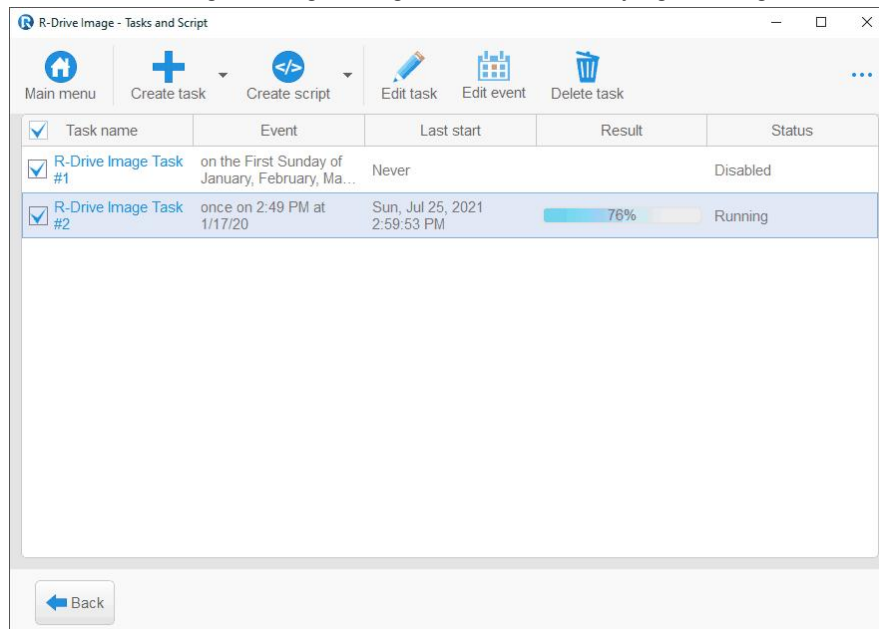 R-Drive Image - Tasks and Script
Main menu
Create task
Create script
Edit task
Edit event
Delete task
Task name
Event
Last start
Result
Status
R-Drive Image Task
#1
on the First Sunday of
January, February, Ma...
Never
Disabled
R-Drive Image Task
#2
once on 2:49 PM at
1/17/20
Sun, Jul 25, 2021
2:59:53 PM
76%
Running
Back